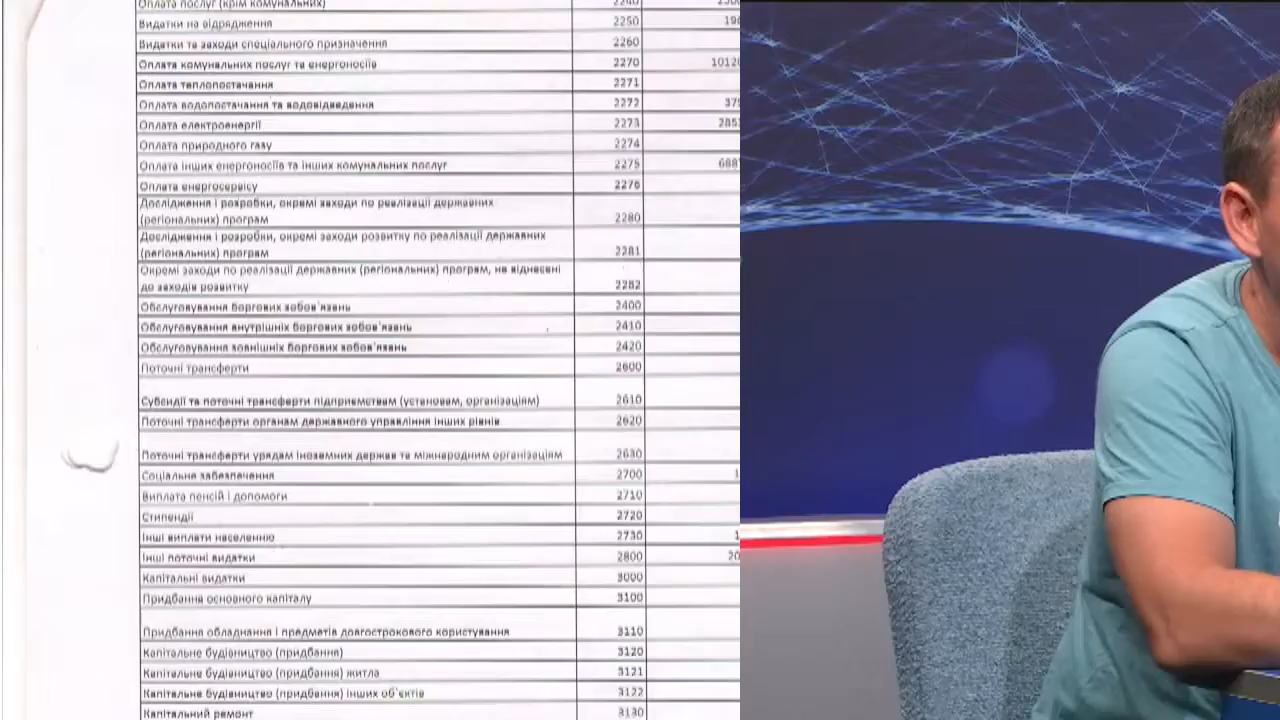 Оплата послуг (крім комунальних) 2240
Видатки на відрядження 2250 190
Видатки та заходи спеціального призначення 2260
Оплата комунальних послуг та енергоносіїв 2270 10120
Оплата теплопостачання 2271
Оплата водопостачання та водовідведення 2272 379
Оплата електроенергії 2273 2853
Оплата природного газу 2274
Оплата інших енергоносіїв та інших комунальних послуг 2275 6887
Оплата енергосервісу 2276
Дослідження і розробки, окремі заходи по реалізації державних
(регіональних) програм 2280
Дослідження і розробки, окремі заходи розвитку по реалізації державних
(регіональних) програм 2281
Окремі заходи по реалізації державних (регіональних) програм, не віднесені
до заходів розвитку 2282
Обслуговування боргових зобов'язань 2400
Обслуговування внутрішніх боргових зобов'язань 2410
Обслуговування зовнішніх боргових зобов'язань 2420
Поточні трансферти 2600
Субсидії та поточні трансферти підприємствам (установам, організаціям) 2610
Поточні трансферти органам державного управління інших рівнів 2620
Поточні трансферти урядам іноземних держав та міжнародним організаціям 2630
Соціальне забезпечення 2700 1
Виплата пенсій і допомоги 2710
Стипендії 2720
Інші виплати населенню 2730 1
Інші поточні видатки 2800 20
Капітальні видатки 3000
Придбання основного капіталу 3100
Придбання обладнання і предметів довгострокового користування 3110
Капітальне будівництво (придбання) 3120
Капітальне будівництво (придбання) житла 3121
Капітальне будівництво (придбання) інших об'єктів 3122
Капітальний ремонт 3130